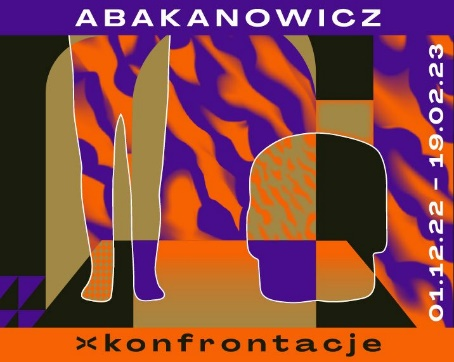 ABAKANOWICZ
01.12.22 – 19.02.23
konfrontacje